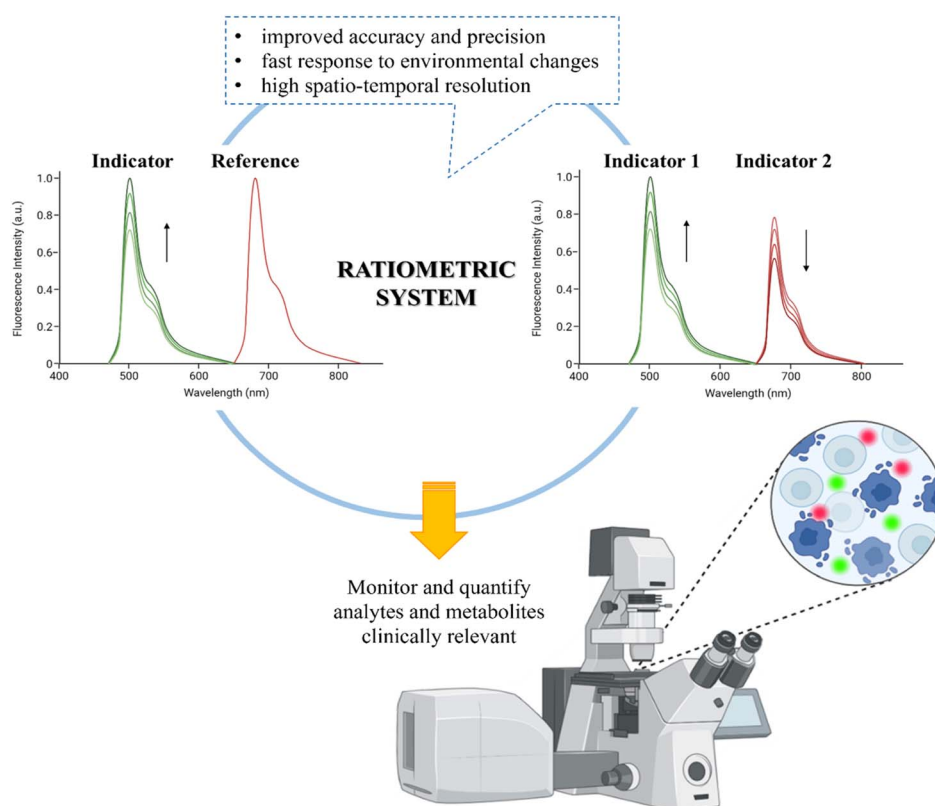 • improved accuracy and precision
• fast response to environmental changes
• high spatio-temporal resolution
Indicator
Reference
Fluorescence Intensity (a.u.)
1.0
0.8
0.6
0.4
0.2
0
400
500
600
700
800
Wavelength (nm)
RATIOMETRIC
SYSTEM
Indicator 1
Indicator 2
Fluorescence Intensity (a.u.)
1.0
0.8
0.6
0.4
0.2
0
400
500
600
700
800
Wavelength (nm)
Monitor and quantify
analytes and metabolites
clinically relevant